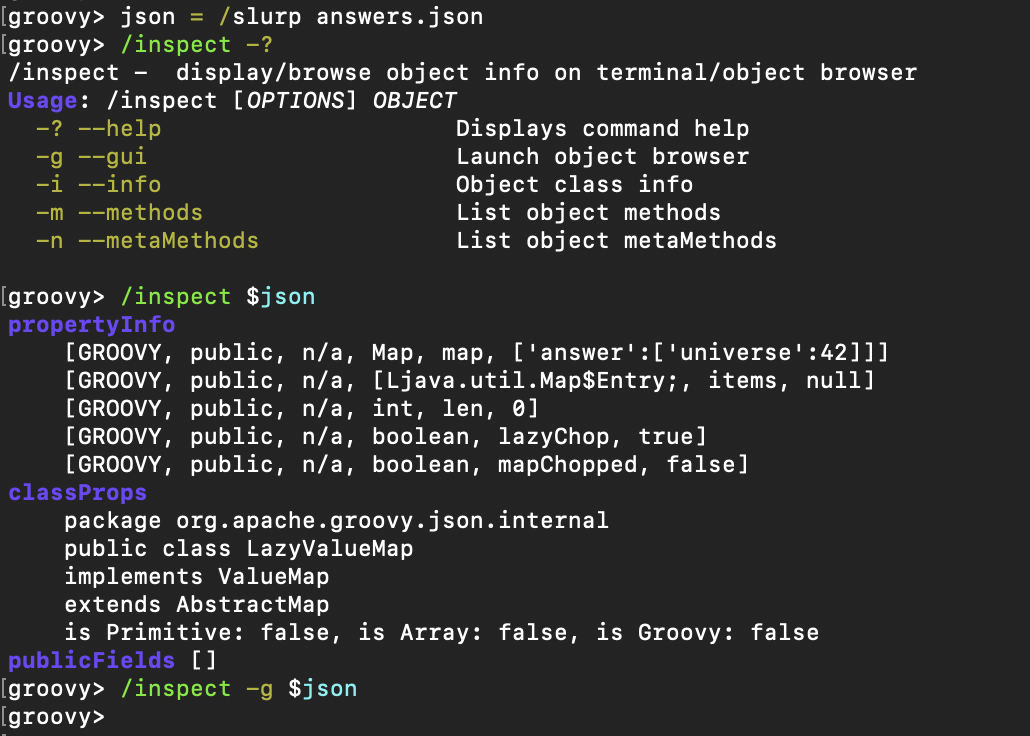 groovy> json = /slurp answers.json
groovy> /inspect -?
/inspect -  display/browse object info on terminal/object browser
Usage: /inspect [OPTIONS] OBJECT
  -? --help                     Displays command help
  -g --gui                      Launch object browser
  -i --info                     Object class info
  -m --methods                  List object methods
  -n --metaMethods              List object metaMethods
groovy> /inspect $json
propertyInfo
    [GROOVY, public, n/a, Map, map, ['answer':['universe':42]]]
    [GROOVY, public, n/a, [Ljava.util.Map$Entry;, items, null]
    [GROOVY, public, n/a, int, len, 0]
    [GROOVY, public, n/a, boolean, lazyChop, true]
    [GROOVY, public, n/a, boolean, mapChopped, false]
classProps
    package org.apache.groovy.json.internal
    public class LazyValueMap
    implements ValueMap
    extends AbstractMap
    is Primitive: false, is Array: false, is Groovy: false
publicFields []
groovy> /inspect -g $json
groovy>